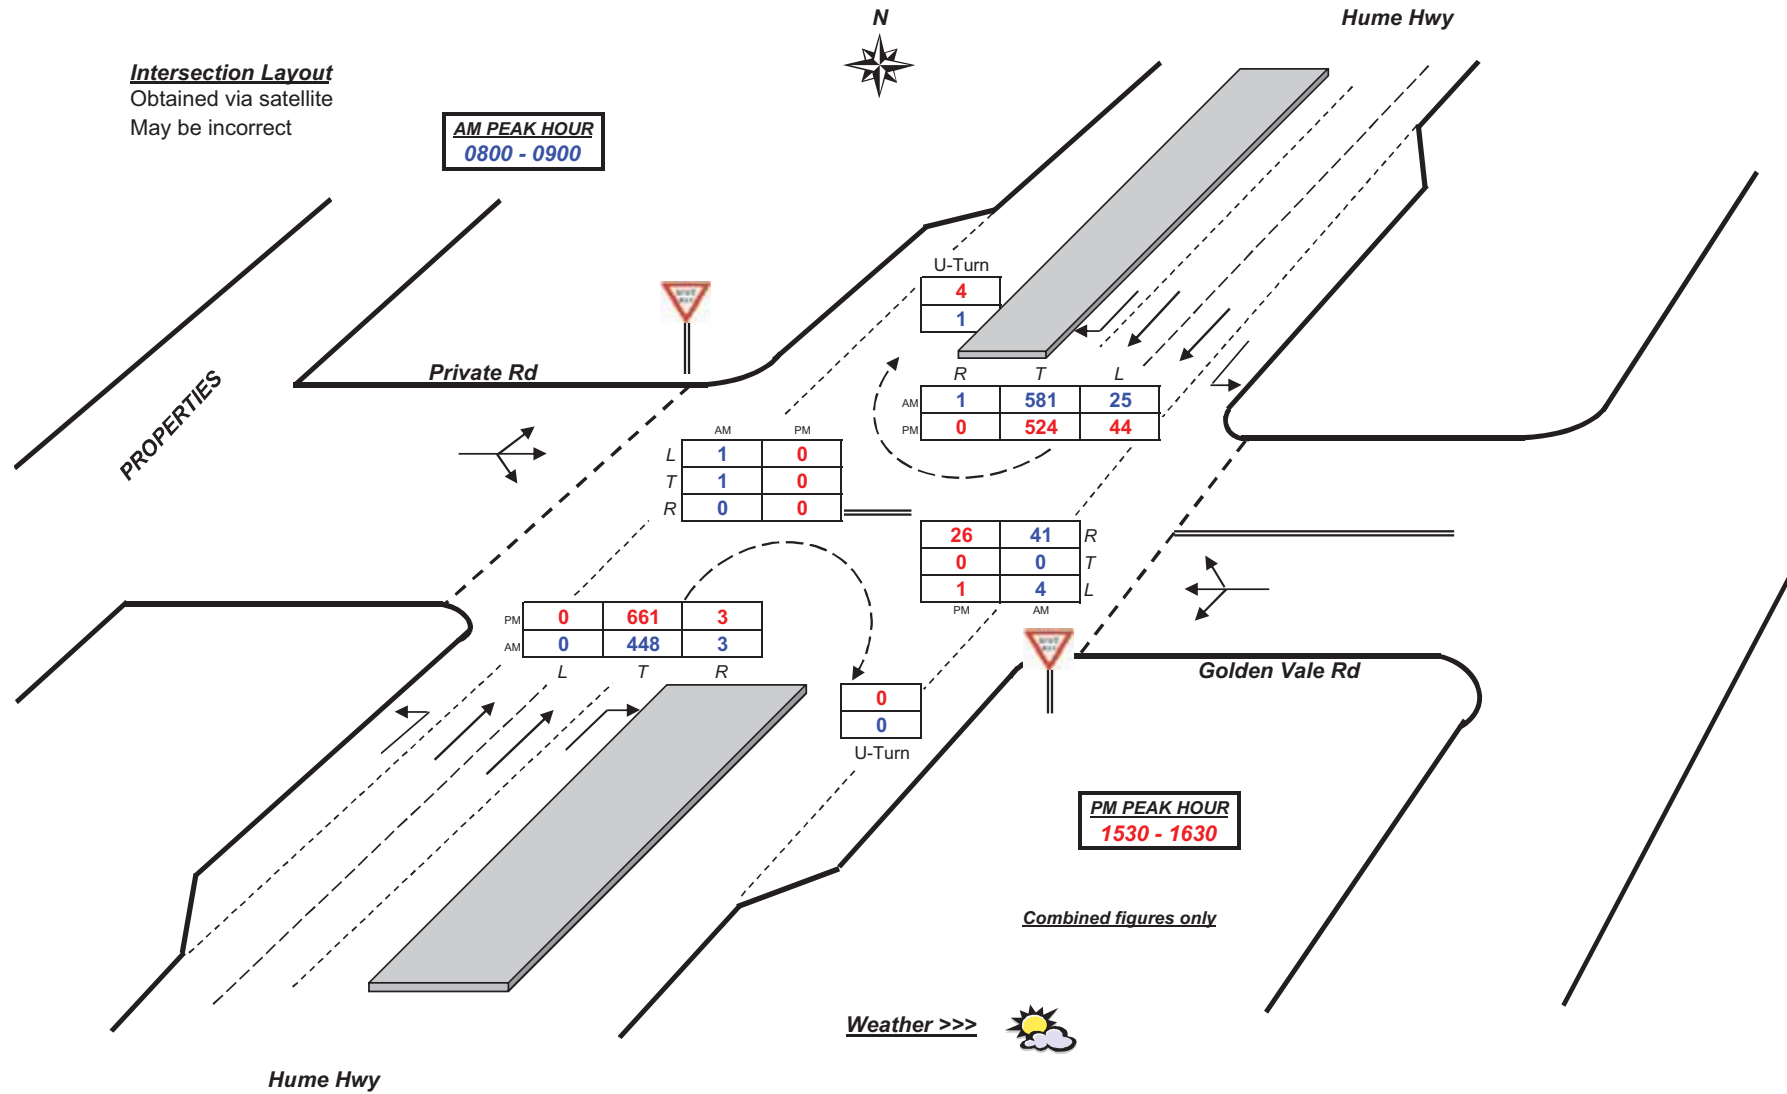 N
Hume Hwy
Intersection Layout
Obtained via satellite
May be incorrect
AM PEAK HOUR
0800 - 0900
U-Turn
4
1
Private Rd
PROPERTIES
R T L
AM 1 581 25
PM 0 524 44
AM PM
L 1 0
T 1 0
R 0 0
26 41 R
0 0 T
1 4 L
PM AM
PM 0 661 3
AM 0 448 3
L T R
Golden Vale Rd
0
0
U-Turn
PM PEAK HOUR
1530 - 1630
Combined figures only
Weather >>>
Hume Hwy